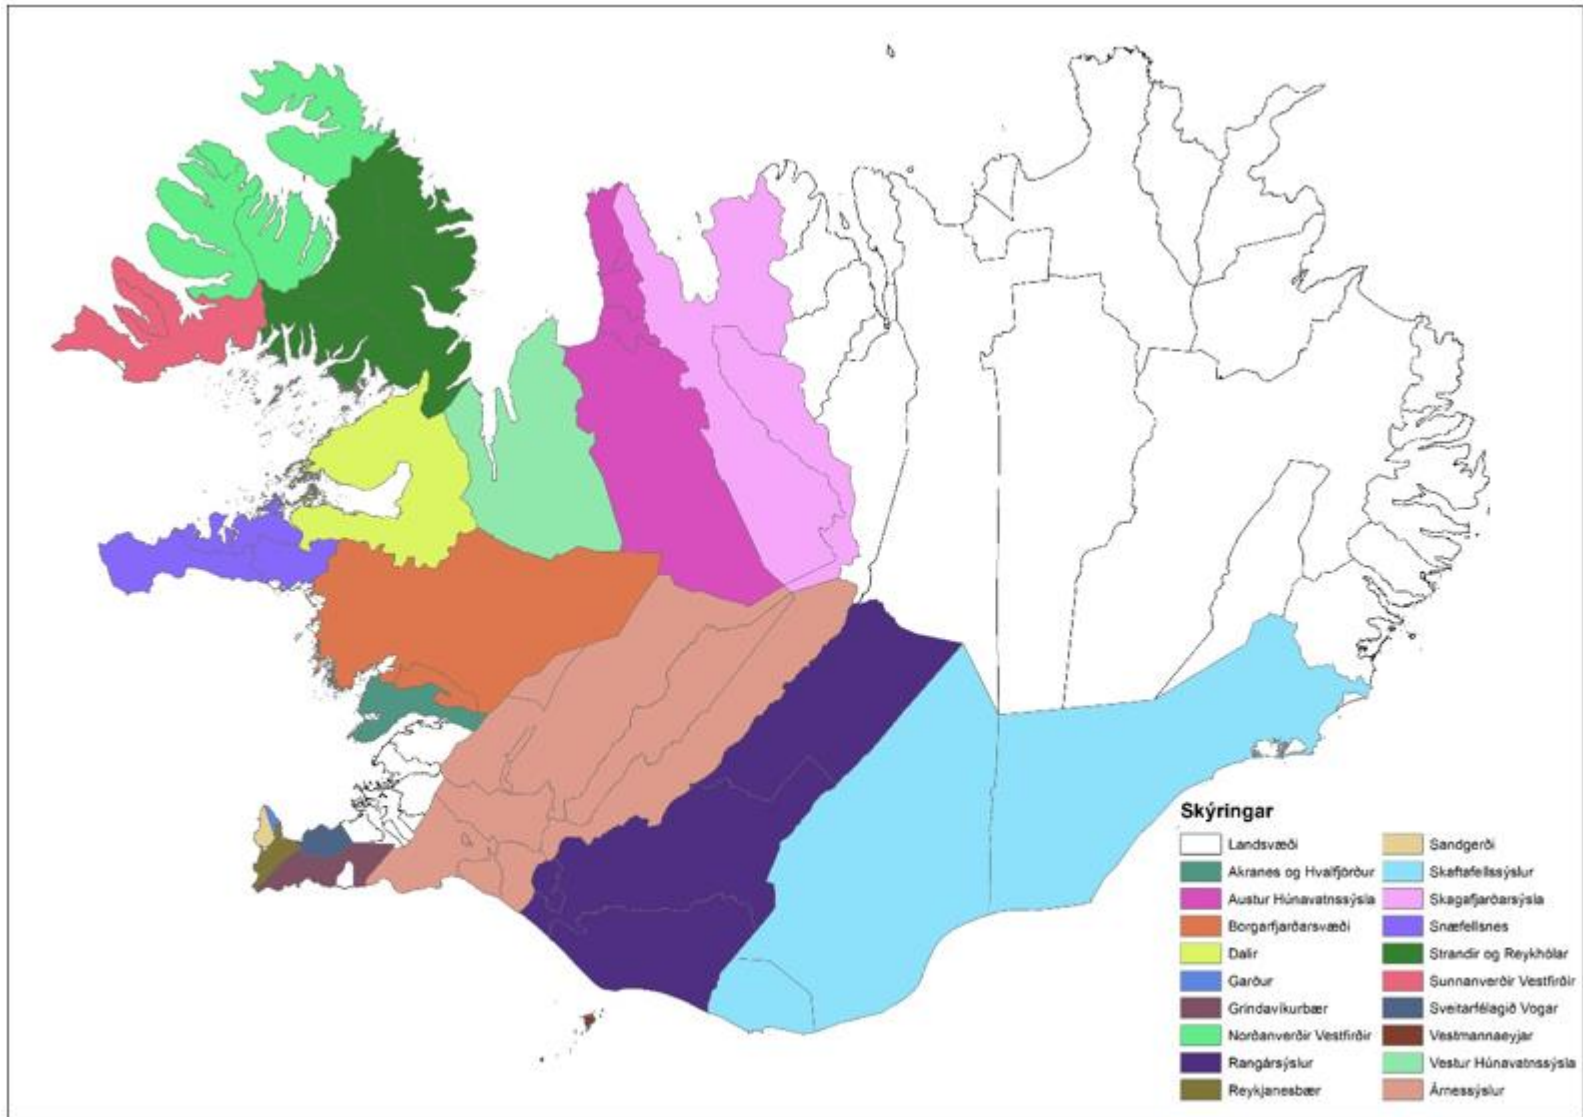 Skýringar
Landsvæði
Akranes og Hvalfjörður
Austur Húnavatnssýsla
Borgarfjarðarsvæði
Dalir
Garður
Grindavíkurbær
Norðanverðir Vestfirðir
Rangársýslur
Reykjanesbær
Sandgerði
Skaftafellssýslur
Skagafjarðarsýsla
Snæfellsnes
Strandir og Reykhólar
Sunnanverðir Vestfirðir
Sveitarfélagið Vogar
Vestmannaeyjar
Vestur Húnavatnssýsla
Árnessýslur